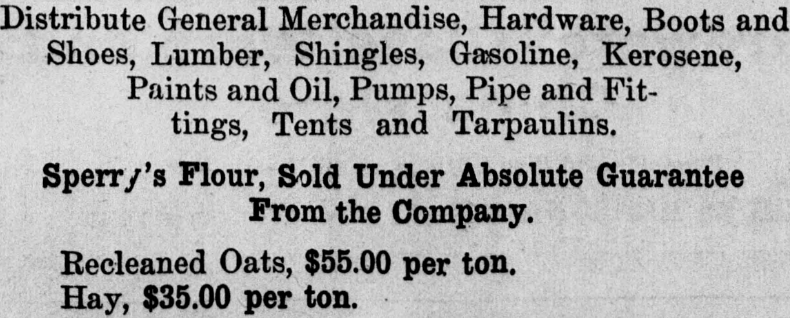 Distribute General Merchandise, Hardware, Boots and
Shoes, Lumber, Shingles, Gasoline, Kerosene,
Paints and Oil, Pumps, Pipe and Fit-
tings, Tents and Tarpaulins.
Sperry's Flour, Sold Under Absolute Guarantee
From the Company.
Recleaned Oats, $55.00 per ton.
Hay, $35.00 per ton.